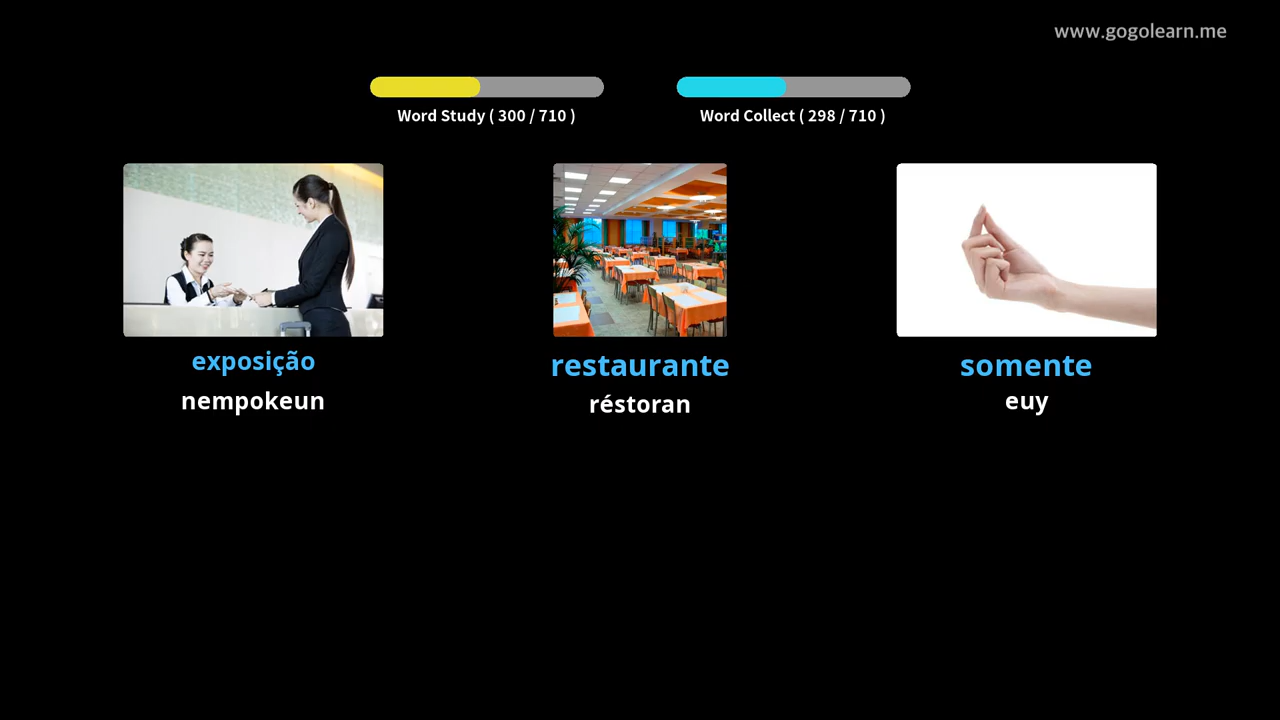 www.gogolearn.me
Word Study ( 300 / 710 )
Word Collect ( 298 / 710 )
exposição
nempokeun
restaurante
réstoran
somente
euy